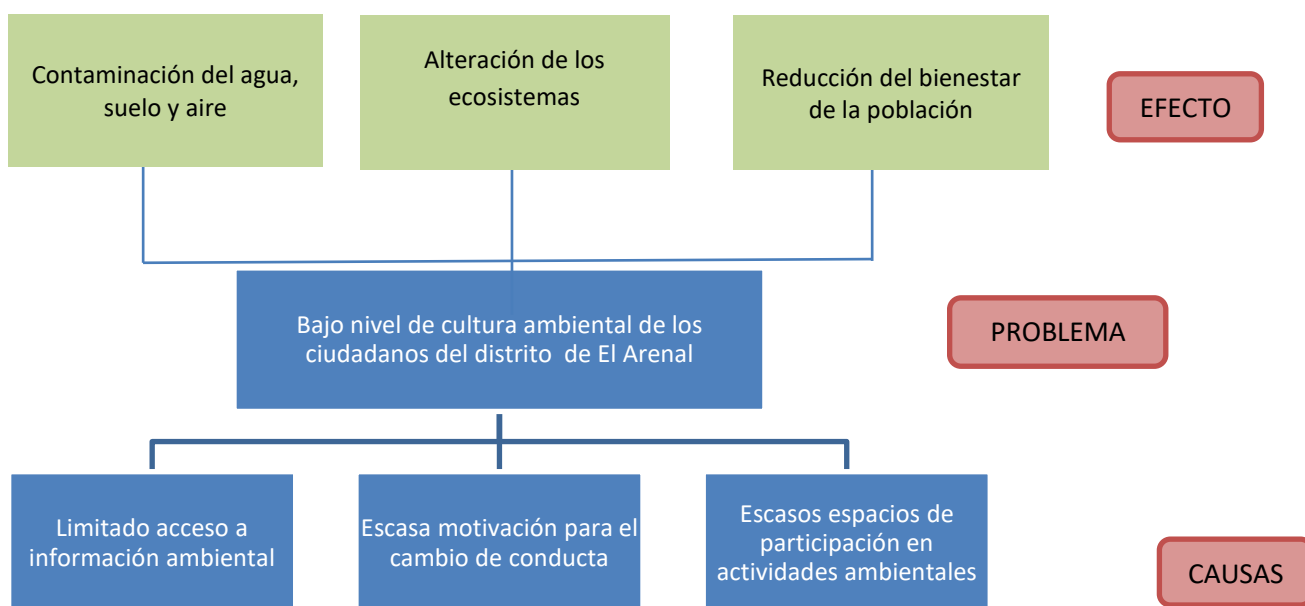 Contaminación del agua,
suelo y aire
Alteración de los
ecosistemas
Reducción del bienestar
de la población
EFECTO
Bajo nivel de cultura ambiental de los
ciudadanos del distrito  de El Arenal
PROBLEMA
Limitado acceso a
información ambiental
Escasa motivación para el
cambio de conducta
Escasos espacios de
participación en
actividades ambientales
CAUSAS